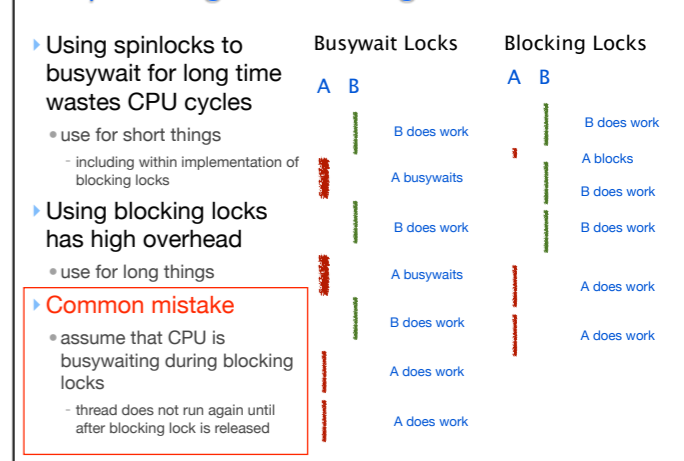 Using spinlocks to
busywait for long time
wastes CPU cycles
use for short things
- including within implementation of
blocking locks
Using blocking locks
has high overhead
use for long things
Common mistake
assume that CPU is
busywaiting during blocking
locks
- thread does not run again until
after blocking lock is released
Busywait Locks
A B
B does work
A busywaits
B does work
A busywaits
B does work
A does work
A does work
Blocking Locks
A B
B does work
A blocks
B does work
B does work
A does work
A does work